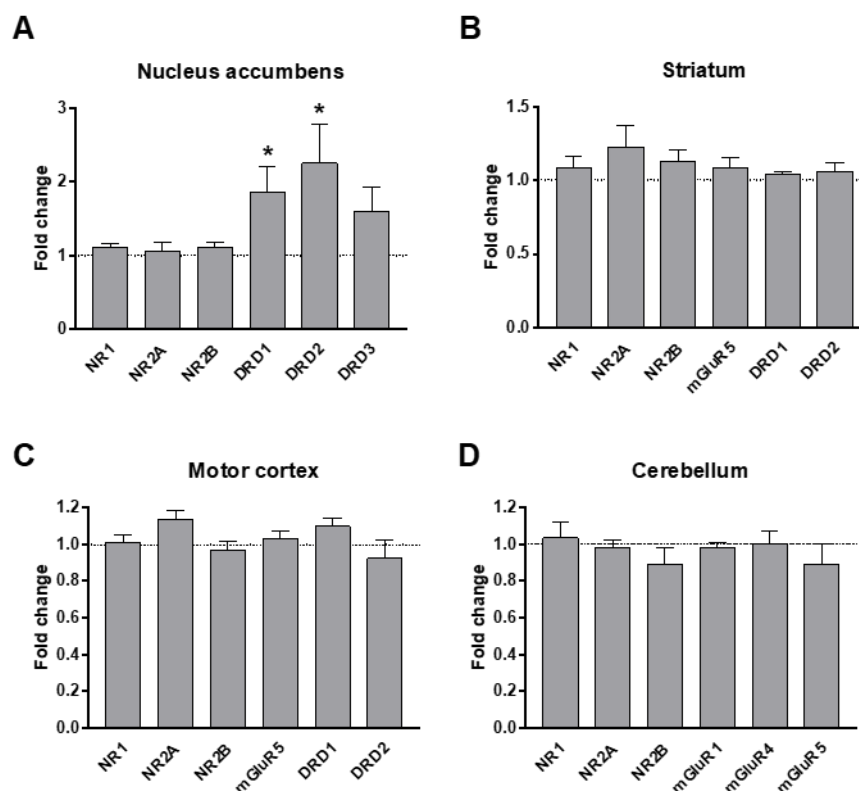 A
Nucleus accumbens
Fold change
3
2
1
0
*
*
NR1
NR2A
NR2B
DRD1
DRD2
DRD3
B
Striatum
Fold change
1.5
1.0
0.5
0.0
NR1
NR2A
NR2B
mGluR5
DRD1
DRD2
C
Motor cortex
Fold change
1.2
1.0
0.8
0.6
0.4
0.2
0.0
NR1
NR2A
NR2B
mGluR5
DRD1
DRD2
D
Cerebellum
Fold change
1.2
1.0
0.8
0.6
0.4
0.2
0.0
NR1
NR2A
NR2B
mGluR1
mGluR4
mGluR5